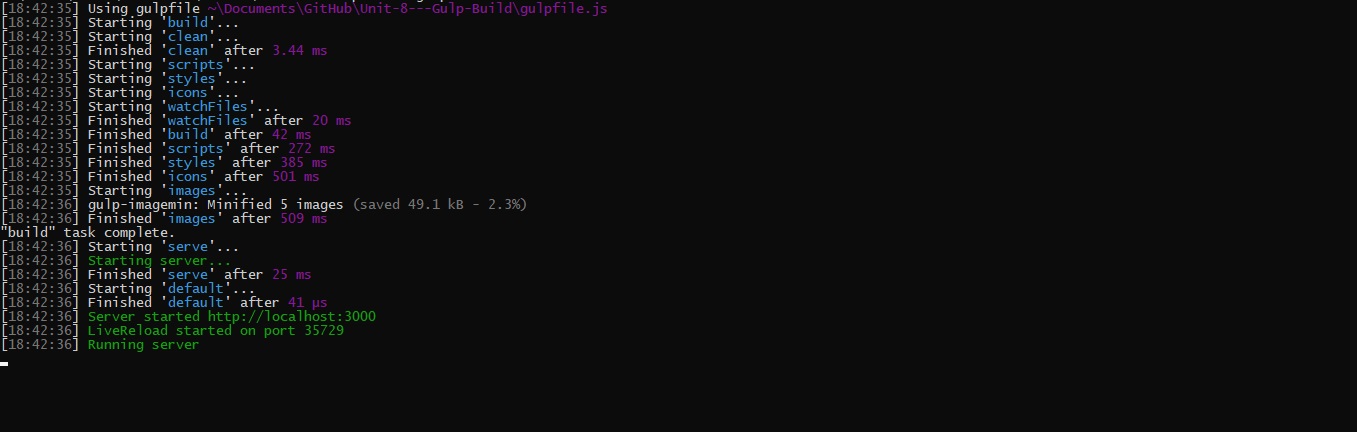 [18:42:35] Using gulpfile ~\Documents\GitHub\Unit-8---Gulp-Build\gulpfile.js
[18:42:35] Starting 'build'...
[18:42:35] Starting 'clean'...
[18:42:35] Finished 'clean' after 3.44 ms
[18:42:35] Starting 'scripts'...
[18:42:35] Starting 'styles'...
[18:42:35] Starting 'icons'...
[18:42:35] Starting 'watchFiles'...
[18:42:35] Finished 'watchFiles' after 20 ms
[18:42:35] Finished 'build' after 42 ms
[18:42:35] Finished 'scripts' after 272 ms
[18:42:35] Finished 'styles' after 385 ms
[18:42:35] Finished 'icons' after 501 ms
[18:42:35] Starting 'images'...
[18:42:36] gulp-imagemin: Minified 5 images (saved 49.1 kB - 2.3%)
[18:42:36] Finished 'images' after 509 ms
"build" task complete.
[18:42:36] Starting 'serve'...
[18:42:36] Starting server...
[18:42:36] Finished 'serve' after 25 ms
[18:42:36] Starting 'default'...
[18:42:36] Finished 'default' after 41 μs
[18:42:36] Server started http://localhost:3000
[18:42:36] LiveReload started on port 35729
[18:42:36] Running server